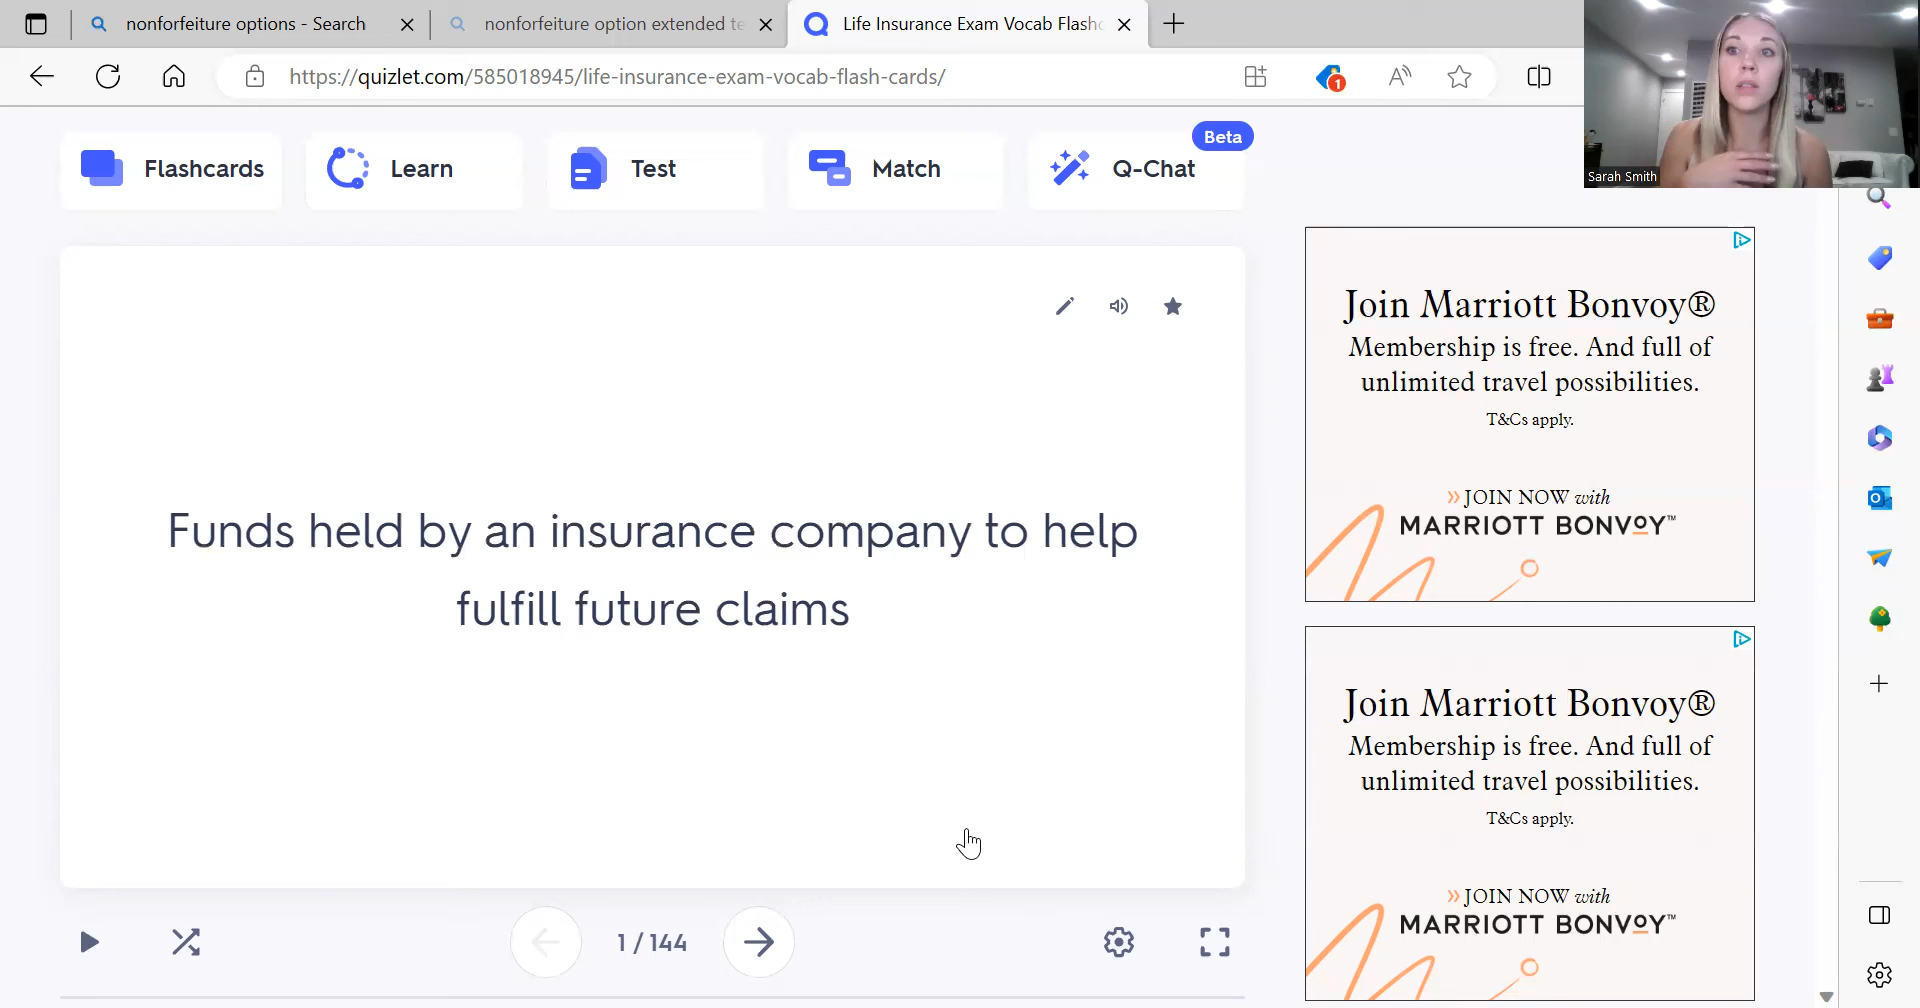 nonforfeiture options - Search
nonforfeiture option extended te
Life Insurance Exam Vocab Flashc
https://quizlet.com/585018945/life-insurance-exam-vocab-flash-cards/
1
Sarah Smith
Flashcards
Learn
Test
Match
Q-Chat
Beta
Funds held by an insurance company to help
fulfill future claims
1 / 144
Join Marriott Bonvoy®
Membership is free. And full of
unlimited travel possibilities.
T&Cs apply.
JOIN NOW with
MARRIOTT BONVOY™
Join Marriott Bonvoy®
Membership is free. And full of
unlimited travel possibilities.
T&Cs apply.
JOIN NOW with
MARRIOTT BONVOY™